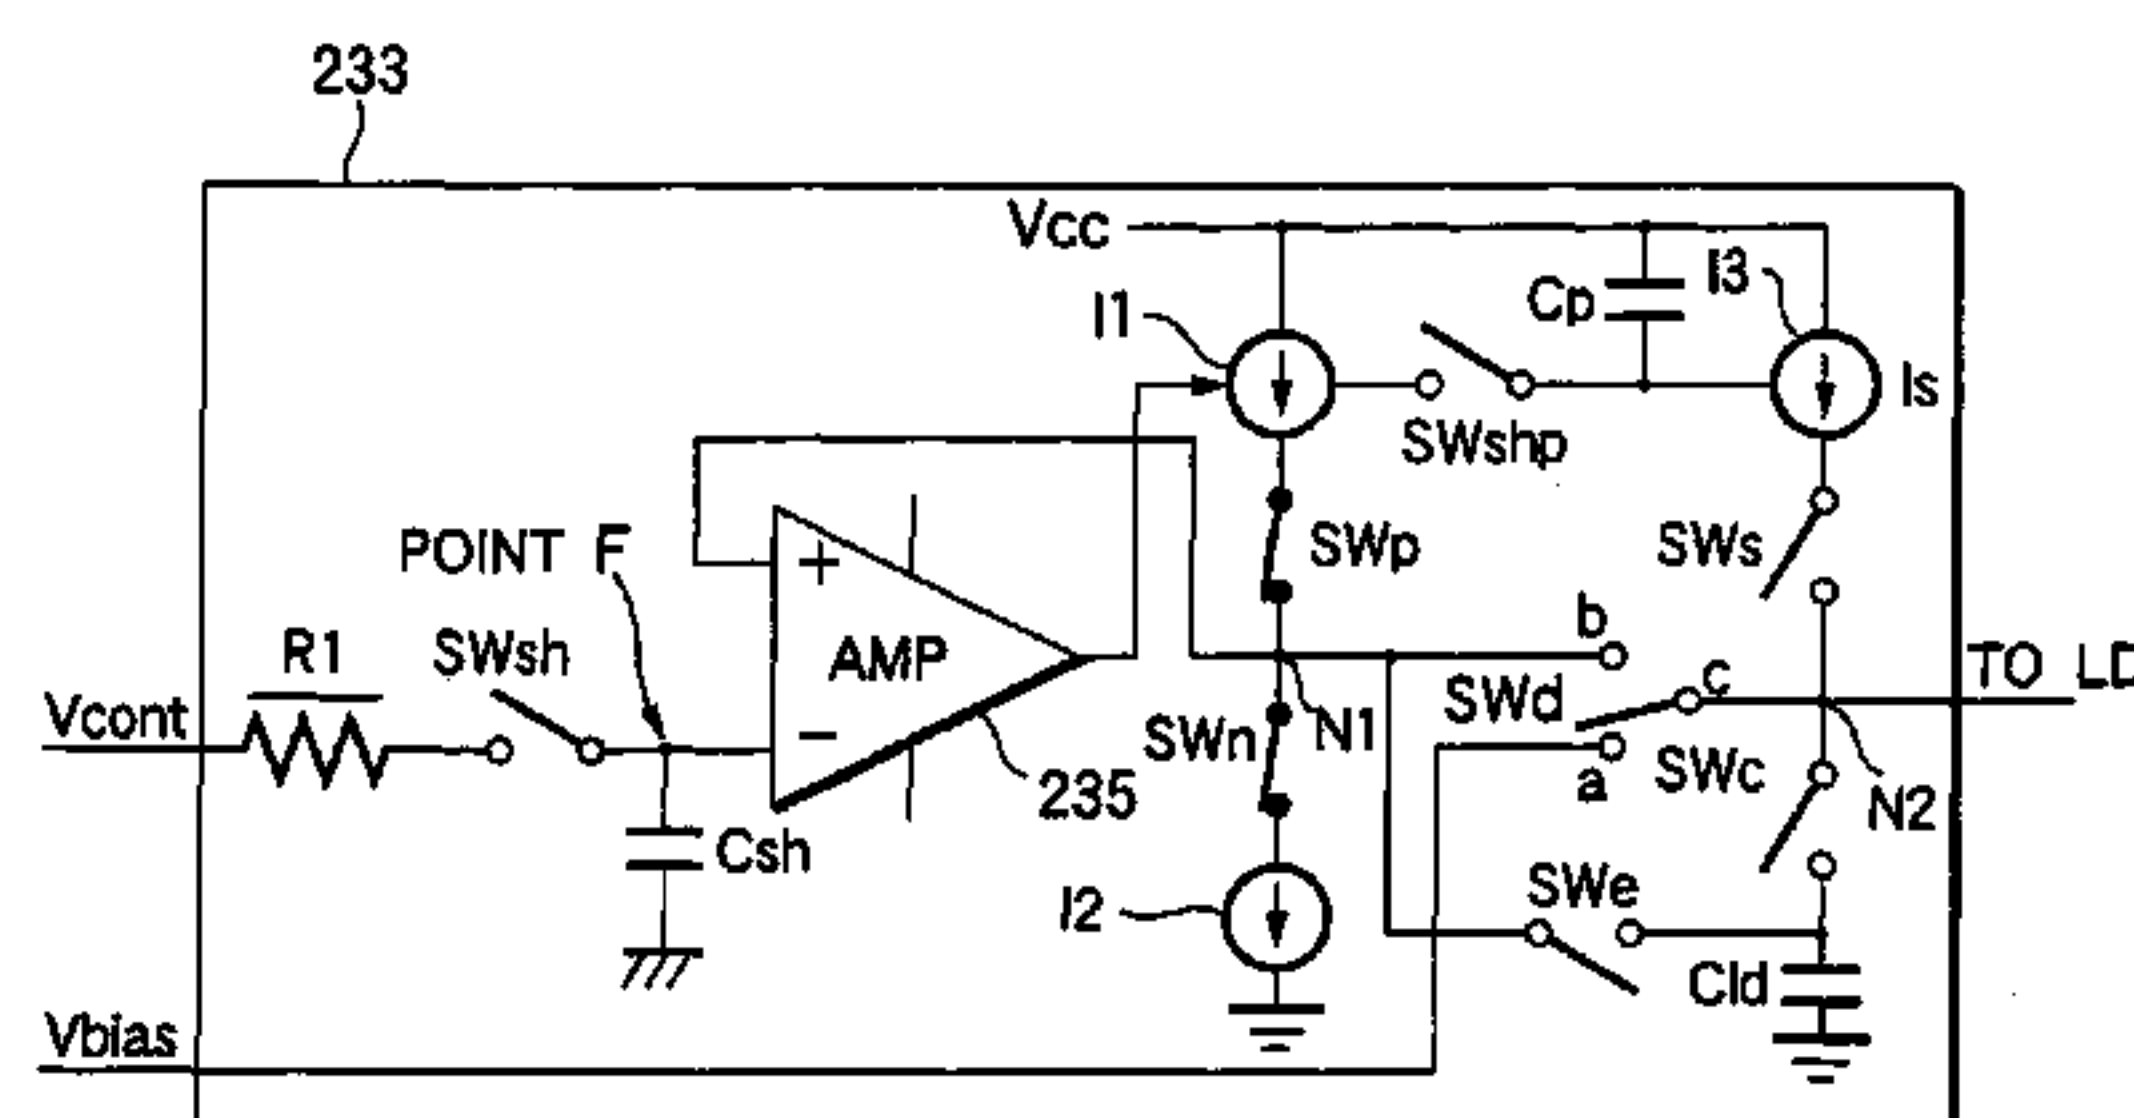 233
Vcc
I3
Cp
I1
Is
SWshp
POINT F
+
SWp
SWs
b
R1
SWsh
AMP
c
TO LD
Vcont
SWd
−
SWn
N1
SWc
a
235
N2
Csh
SWe
I2
Cld
Vbias